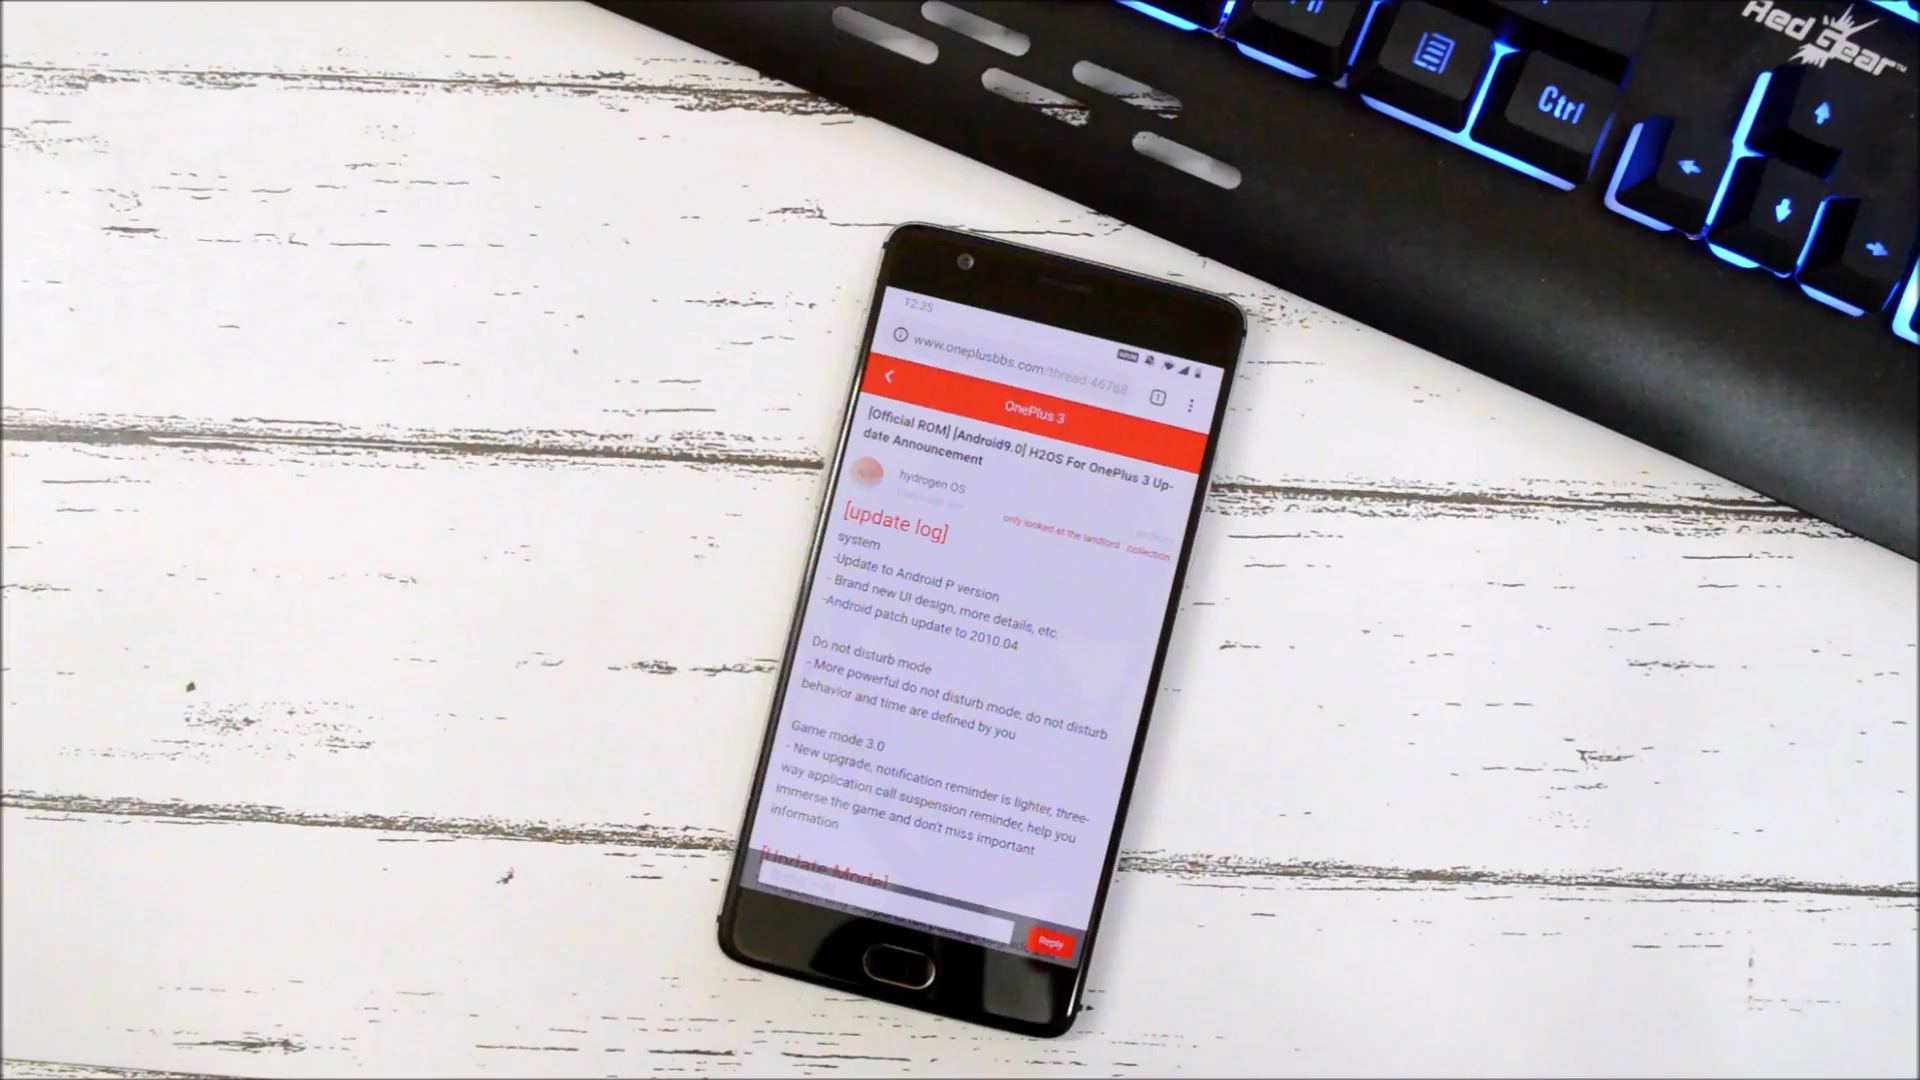 Red Gear
Ctrl
12:35
www.oneplusbbs.com/thread-46768
1
OnePlus 3
[Official ROM] [Android9.0] H2OS For OnePlus 3 Up-
date Announcement
hydrogen OS
only looked at the landlord collection
[update log]
system
-Update to Android P version
- Brand new UI design, more details, etc.
-Android patch update to 2010.04
Do not disturb mode
- More powerful do not disturb mode, do not disturb
behavior and time are defined by you
Game mode 3.0
- New upgrade, notification reminder is lighter, three-
way application call suspension reminder, help you
immerse the game and don't miss important
information
[Update Mode]
Reply